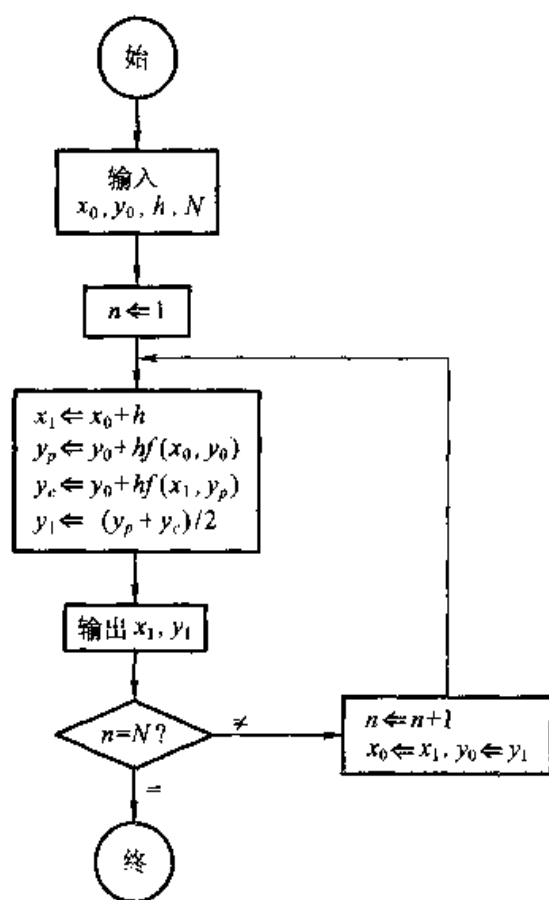 始
输入
x₀, y₀, h, N
n⇐1
x₁⇐x₀+h
yₚ⇐y₀+hf(x₀, y₀)
y_c⇐y₀+hf(x₁, yₚ)
y₁⇐ (yₚ+y_c)/2
输出 x₁, y₁
n=N?
≠
n⇐n+1
x₀⇐x₁, y₀⇐y₁
=
终